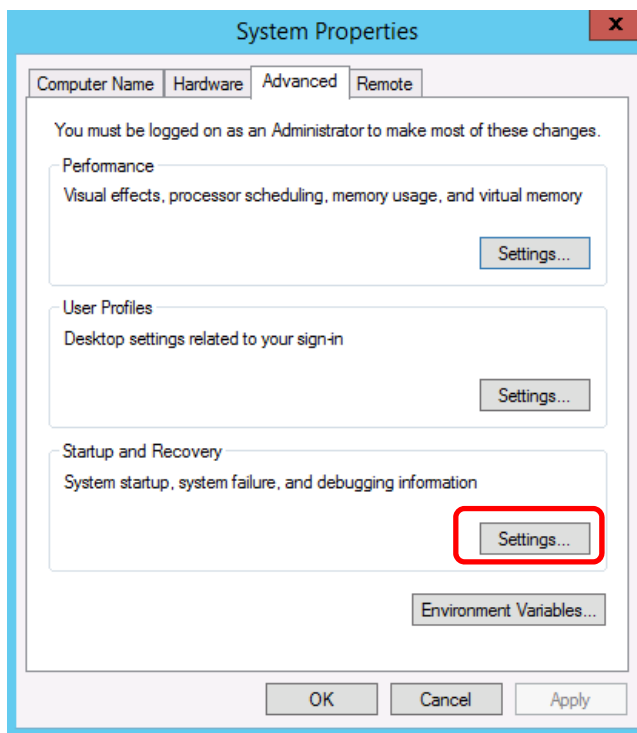 System Properties
x
Computer Name Hardware Advanced Remote
You must be logged on as an Administrator to make most of these changes.
Performance
Visual effects, processor scheduling, memory usage, and virtual memory
Settings...
User Profiles
Desktop settings related to your sign-in
Settings...
Startup and Recovery
System startup, system failure, and debugging information
Settings...
Environment Variables...
OK Cancel Apply